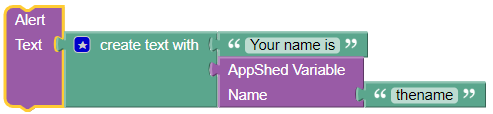 Alert
Text create text with “ Your name is ”
AppShed Variable
Name “ thename ”